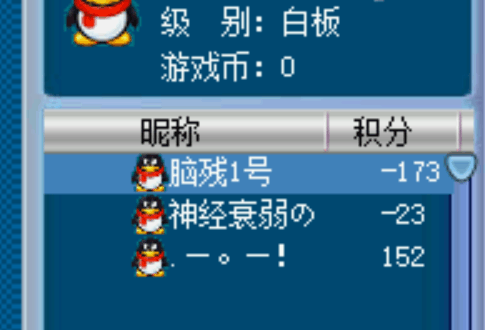 级 别：白板
游戏币：0
昵称 积分
脑残1号 -173
神经衰弱の -23
.一。一！ 152